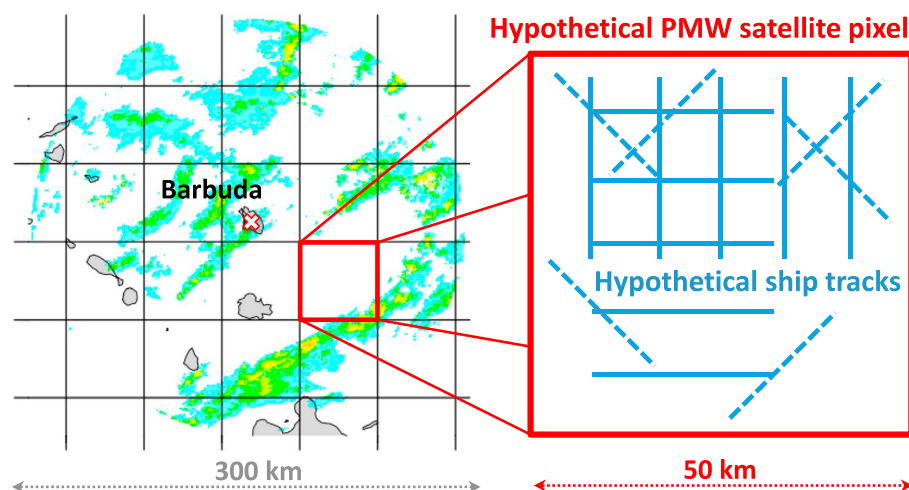 Hypothetical PMW satellite pixel
Barbuda
Hypothetical ship tracks
300 km
50 km